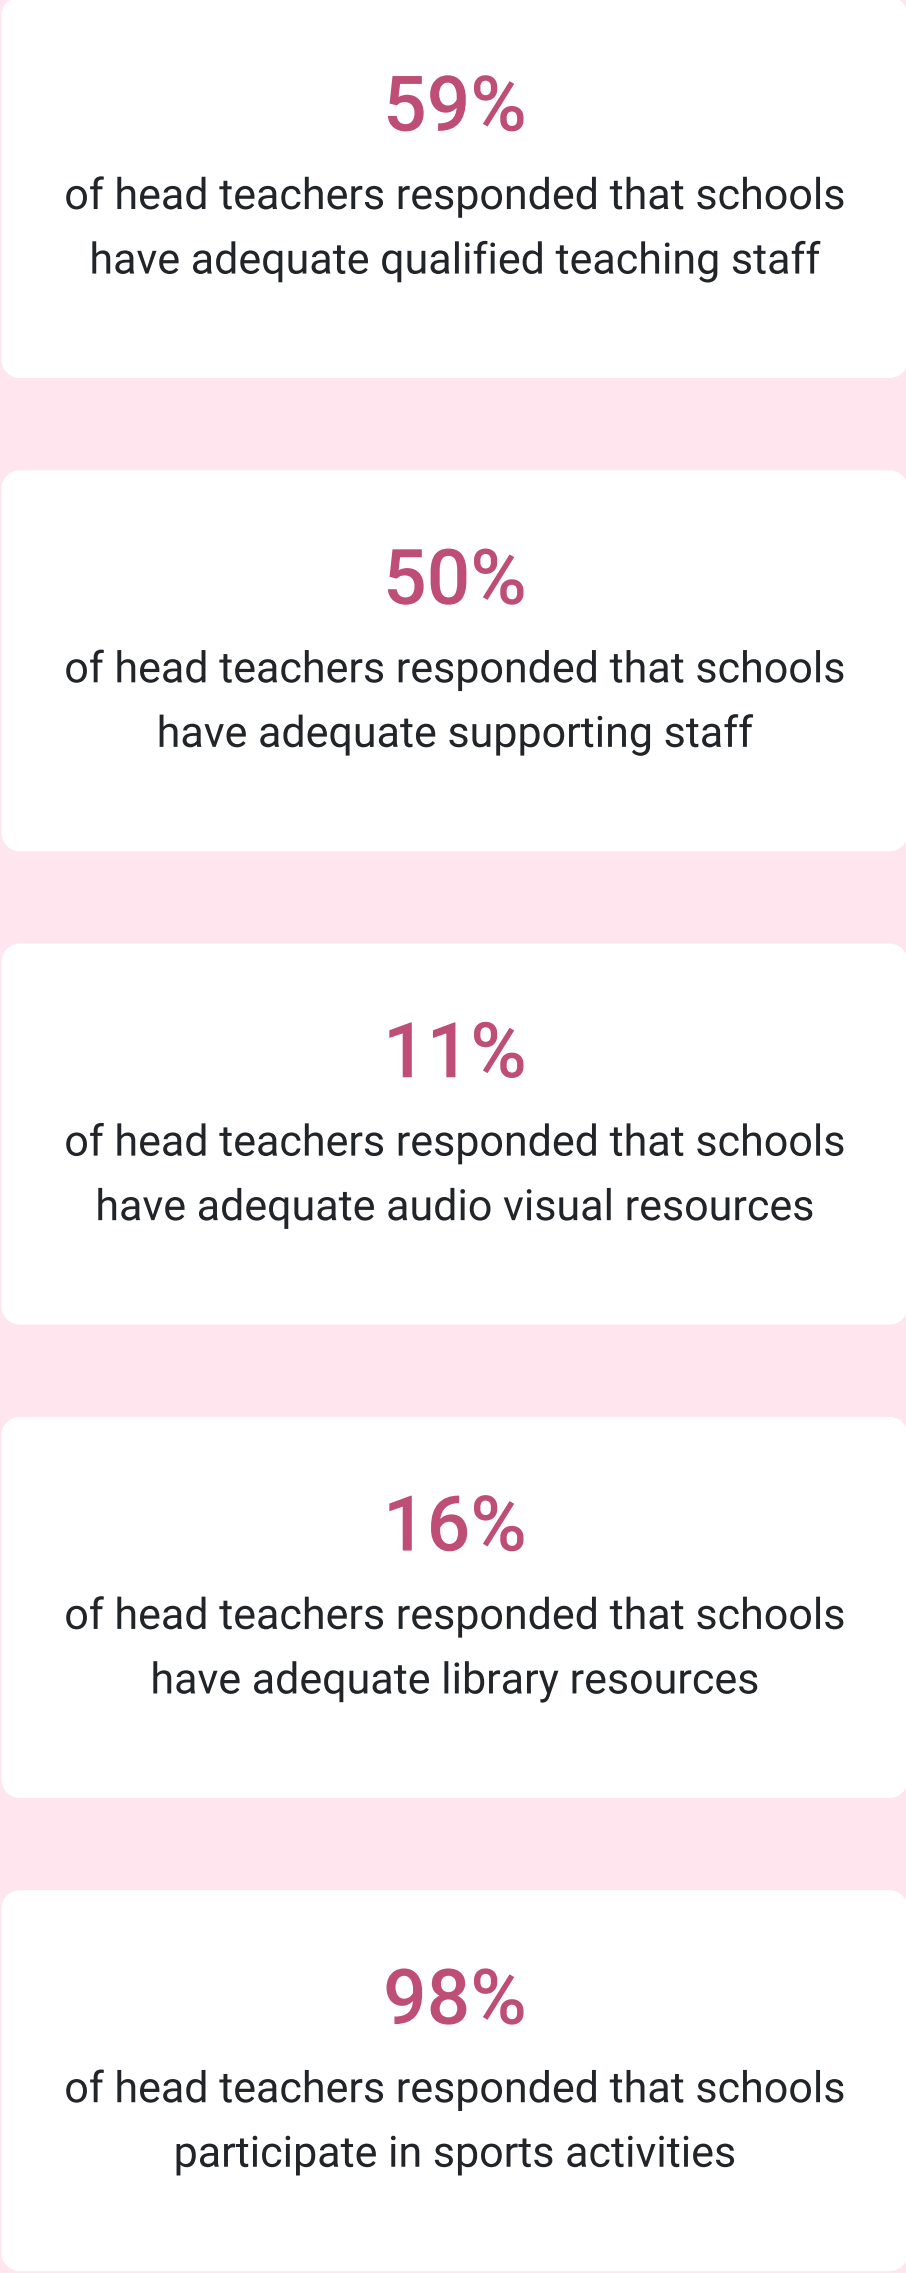 59%
of head teachers responded that schools
have adequate qualified teaching staff
50%
of head teachers responded that schools
have adequate supporting staff
11%
of head teachers responded that schools
have adequate audio visual resources
16%
of head teachers responded that schools
have adequate library resources
98%
of head teachers responded that schools
participate in sports activities